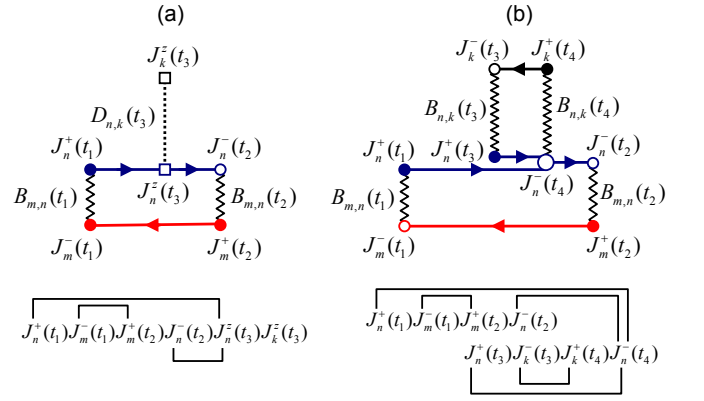 (a)
(b)
J_k^z(t_3)
J_k^-(t_3) J_k^+(t_4)
D_{n,k}(t_3)
B_{n,k}(t_3) B_{n,k}(t_4)
J_n^+(t_1) J_n^-(t_2)
J_n^+(t_1) J_n^+(t_3) J_n^-(t_2)
J_n^z(t_3)
J_n^-(t_4)
B_{m,n}(t_1) B_{m,n}(t_2)
B_{m,n}(t_1) B_{m,n}(t_2)
J_m^-(t_1) J_m^+(t_2)
J_m^-(t_1) J_m^+(t_2)
J_n^+(t_1)J_m^-(t_1)J_m^+(t_2)J_n^-(t_2)J_n^z(t_3)J_k^z(t_3)
J_n^+(t_1)J_m^-(t_1)J_m^+(t_2)J_n^-(t_2)
J_n^+(t_3)J_k^-(t_3)J_k^+(t_4)J_n^-(t_4)